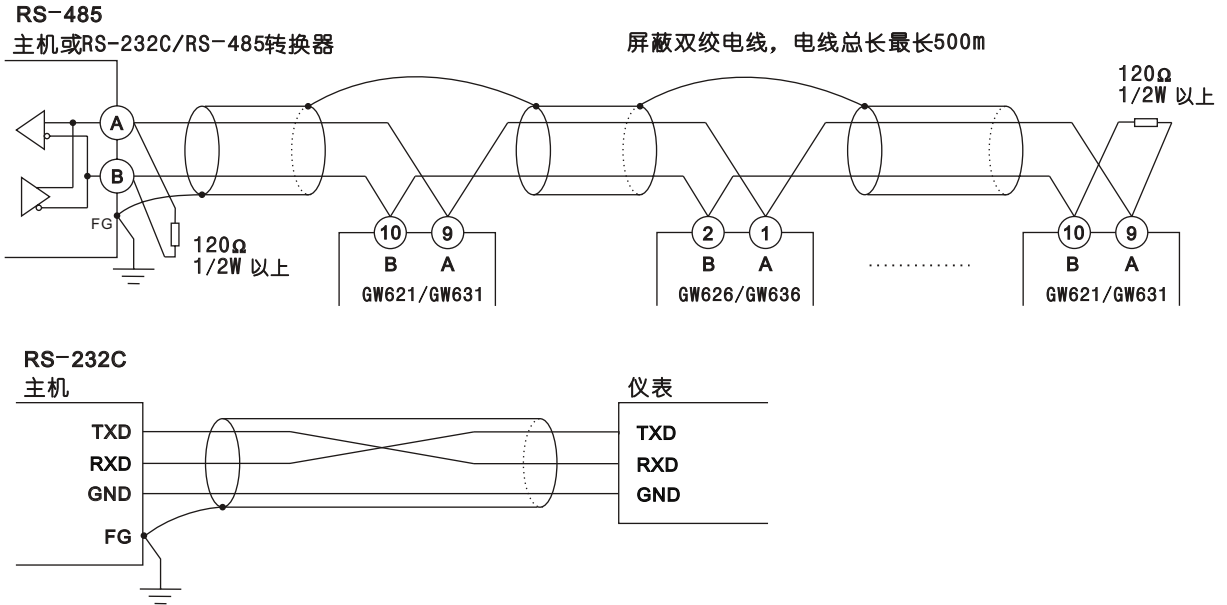 RS-485
主机或RS-232C/RS-485转换器
屏蔽双绞电线，电线总长最长500m
120Ω
1/2W 以上
A
B
FG
120Ω
1/2W 以上
10 9
B A
GW621/GW631
2 1
B A
GW626/GW636
10 9
B A
GW621/GW631
RS-232C
主机
仪表
TXD
RXD
GND
FG
TXD
RXD
GND